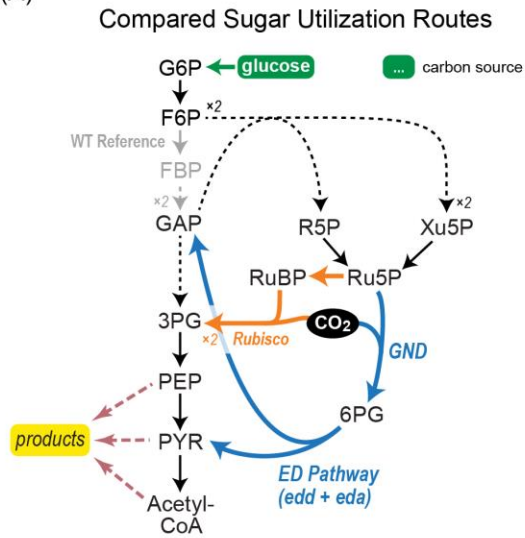 Compared Sugar Utilization Routes
G6P
glucose
...
carbon source
F6P ×2
WT Reference
FBP
×2
×2
GAP
R5P
Xu5P
RuBP
Ru5P
3PG
×2
Rubisco
CO2
GND
PEP
6PG
products
PYR
ED Pathway
(edd + eda)
Acetyl-
CoA